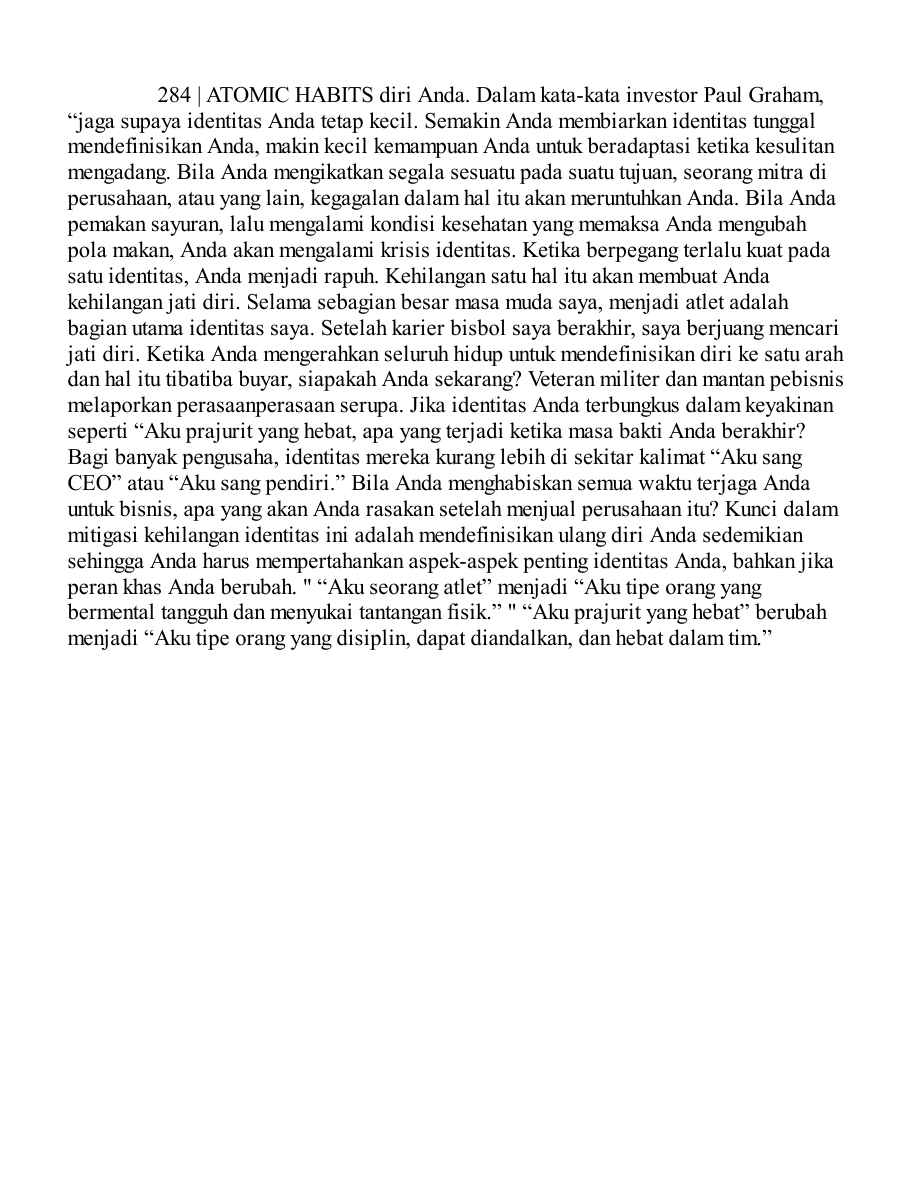 284 | ATOMIC HABITS diri Anda. Dalam kata-kata investor Paul Graham,
“jaga supaya identitas Anda tetap kecil. Semakin Anda membiarkan identitas tunggal
mendefinisikan Anda, makin kecil kemampuan Anda untuk beradaptasi ketika kesulitan
mengadang. Bila Anda mengikatkan segala sesuatu pada suatu tujuan, seorang mitra di
perusahaan, atau yang lain, kegagalan dalam hal itu akan meruntuhkan Anda. Bila Anda
pemakan sayuran, lalu mengalami kondisi kesehatan yang memaksa Anda mengubah
pola makan, Anda akan mengalami krisis identitas. Ketika berpegang terlalu kuat pada
satu identitas, Anda menjadi rapuh. Kehilangan satu hal itu akan membuat Anda
kehilangan jati diri. Selama sebagian besar masa muda saya, menjadi atlet adalah
bagian utama identitas saya. Setelah karier bisbol saya berakhir, saya berjuang mencari
jati diri. Ketika Anda mengerahkan seluruh hidup untuk mendefinisikan diri ke satu arah
dan hal itu tibatiba buyar, siapakah Anda sekarang? Veteran militer dan mantan pebisnis
melaporkan perasaanperasaan serupa. Jika identitas Anda terbungkus dalam keyakinan
seperti “Aku prajurit yang hebat, apa yang terjadi ketika masa bakti Anda berakhir?
Bagi banyak pengusaha, identitas mereka kurang lebih di sekitar kalimat “Aku sang
CEO” atau “Aku sang pendiri.” Bila Anda menghabiskan semua waktu terjaga Anda
untuk bisnis, apa yang akan Anda rasakan setelah menjual perusahaan itu? Kunci dalam
mitigasi kehilangan identitas ini adalah mendefinisikan ulang diri Anda sedemikian
sehingga Anda harus mempertahankan aspek-aspek penting identitas Anda, bahkan jika
peran khas Anda berubah. " “Aku seorang atlet” menjadi “Aku tipe orang yang
bermental tangguh dan menyukai tantangan fisik.” " “Aku prajurit yang hebat” berubah
menjadi “Aku tipe orang yang disiplin, dapat diandalkan, dan hebat dalam tim.”